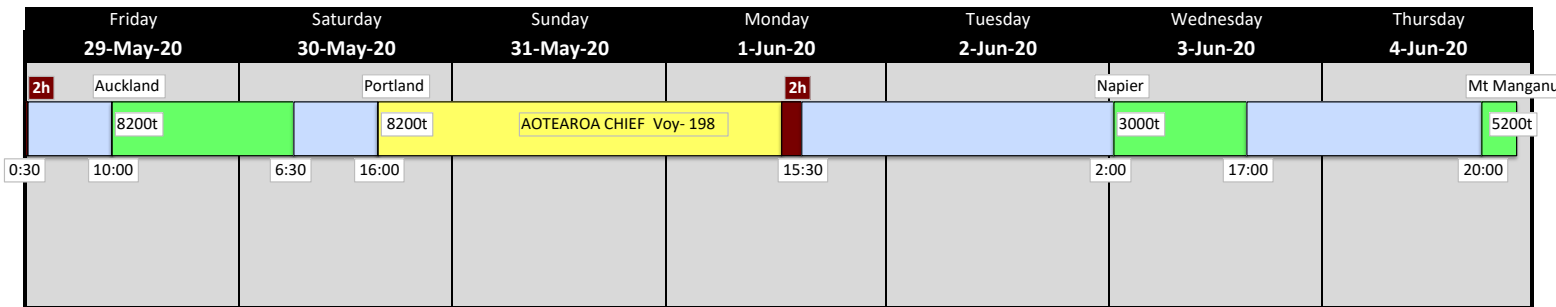 Friday Saturday Sunday Monday Tuesday Wednesday Thursday
29-May-20 30-May-20 31-May-20 1-Jun-20 2-Jun-20 3-Jun-20 4-Jun-20
2h Auckland Portland 2h Napier Mt Manganu
8200t 8200t AOTEAROA CHIEF Voy- 198 3000t 5200t
0:30 10:00 6:30 16:00 15:30 2:00 17:00 20:00